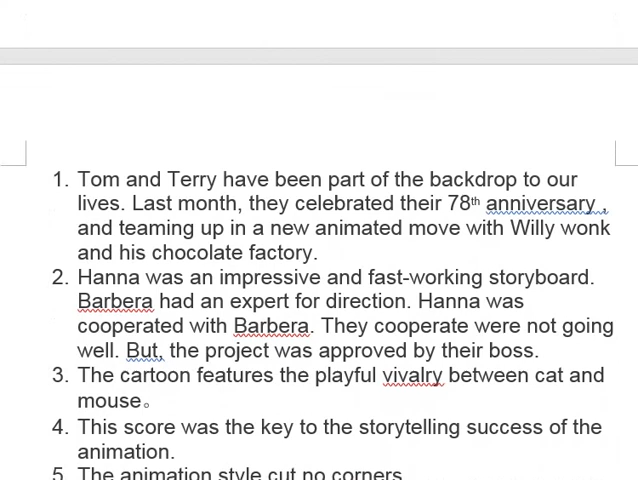 1. Tom and Terry have been part of the backdrop to our
lives. Last month, they celebrated their 78th anniversary ,
and teaming up in a new animated move with Willy wonk
and his chocolate factory.
2. Hanna was an impressive and fast-working storyboard.
Barbera had an expert for direction. Hanna was
cooperated with Barbera. They cooperate were not going
well. But, the project was approved by their boss.
3. The cartoon features the playful vivalry between cat and
mouse。
4. This score was the key to the storytelling success of the
animation.
5. The animation style cut no corners